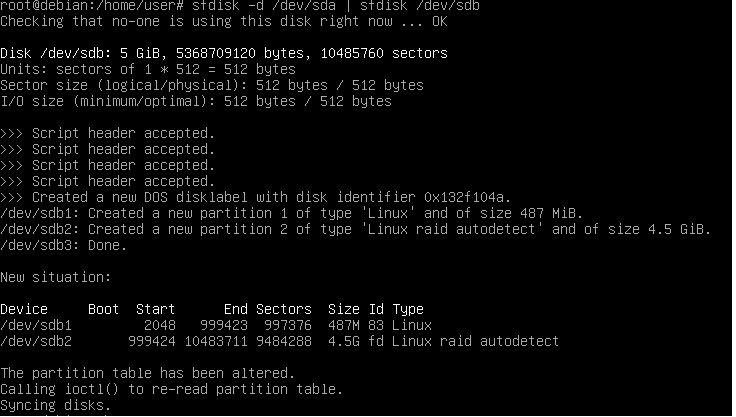 root@debian:/home/user# sfdisk -d /dev/sda | sfdisk /dev/sdb
Checking that no-one is using this disk right now ... OK
Disk /dev/sdb: 5 GiB, 5368709120 bytes, 10485760 sectors
Units: sectors of 1 * 512 = 512 bytes
Sector size (logical/physical): 512 bytes / 512 bytes
I/O size (minimum/optimal): 512 bytes / 512 bytes
>>> Script header accepted.
>>> Script header accepted.
>>> Script header accepted.
>>> Script header accepted.
>>> Created a new DOS disklabel with disk identifier 0x132f104a.
/dev/sdb1: Created a new partition 1 of type 'Linux' and of size 487 MiB.
/dev/sdb2: Created a new partition 2 of type 'Linux raid autodetect' and of size 4.5 GiB.
/dev/sdb3: Done.
New situation:
Device     Boot  Start      End Sectors  Size Id Type
/dev/sdb1         2048   999423  997376  487M 83 Linux
/dev/sdb2       999424 10483711 9484288  4.5G fd Linux raid autodetect
The partition table has been altered.
Calling ioctl() to re-read partition table.
Syncing disks.